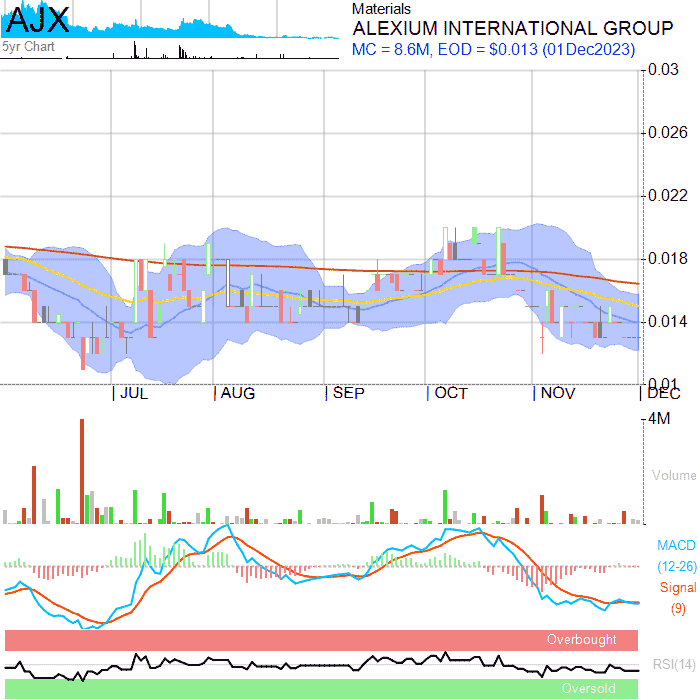 AJX
5yr Chart
Materials
ALEXIUM INTERNATIONAL GROUP
MC = 8.6M, EOD = $0.013 (01Dec2023)
0.03
0.026
0.022
0.018
0.014
0.01
JUL AUG SEP OCT NOV DEC
4M
Volume
MACD
(12-26)
Signal
(9)
Overbought
RSI(14)
Oversold